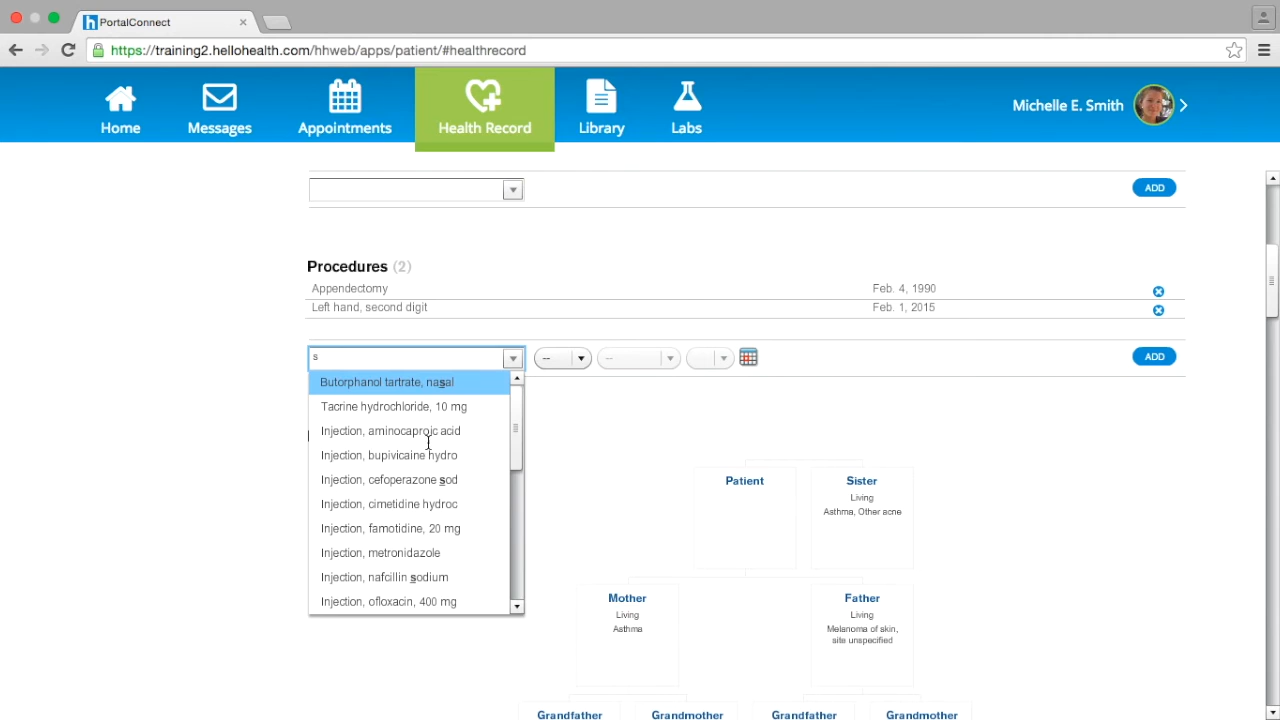 PortalConnect
https://training2.hellohealth.com/hhweb/apps/patient/#healthrecord
Home
Messages
Appointments
Health Record
Library
Labs
Michelle E. Smith
ADD
Procedures (2)
Appendectomy Feb. 4, 1990
Left hand, second digit Feb. 1, 2015
s -- -- ADD
Butorphanol tartrate, nasal
Tacrine hydrochloride, 10 mg
Injection, aminocaproic acid
Injection, bupivicaine hydro
Injection, cefoperazone sod
Injection, cimetidine hydroc
Injection, famotidine, 20 mg
Injection, metronidazole
Injection, nafcillin sodium
Injection, ofloxacin, 400 mg
Patient
Sister
Living
Asthma, Other acne
Mother
Living
Asthma
Father
Living
Melanoma of skin,
site unspecified
Grandfather
Grandmother
Grandfather
Grandmother